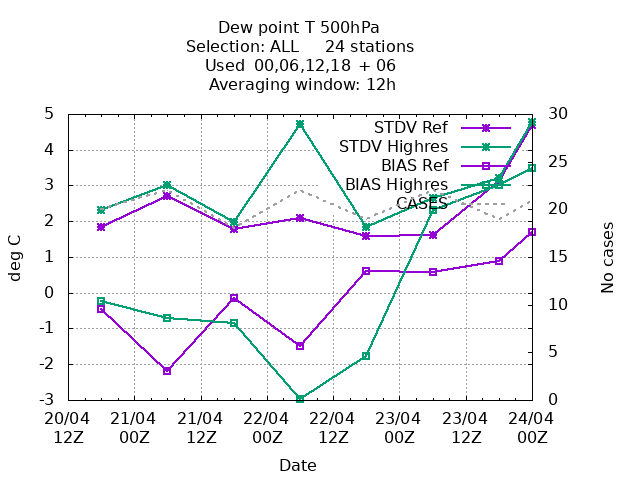 Dew point T 500hPa
Selection: ALL 24 stations
Used 00,06,12,18 + 06
Averaging window: 12h
5
4
3
2
1
0
-1
-2
-3
deg C
30
25
20
15
10
5
0
No cases
STDV Ref
STDV Highres
BIAS Ref
BIAS Highres
CASES
20/04 21/04 21/04 22/04 22/04 23/04 23/04 24/04
12Z 00Z 12Z 00Z 12Z 00Z 12Z 00Z
Date